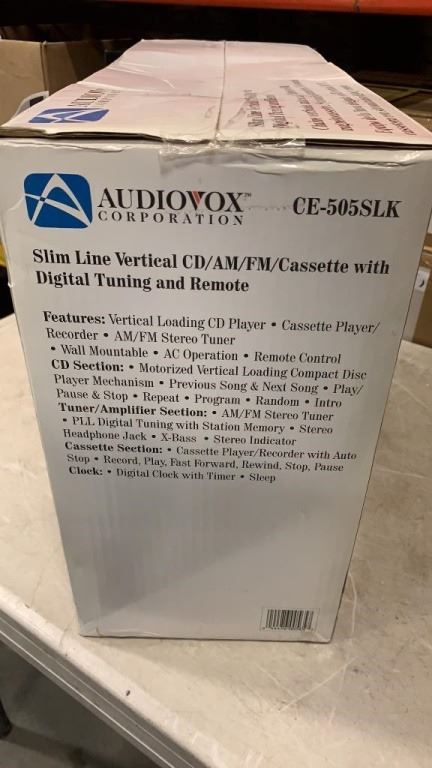 AUDIOVOX™
CORPORATION
CE-505SLK
Slim Line Vertical CD/AM/FM/Cassette with
Digital Tuning and Remote
Features: Vertical Loading CD Player • Cassette Player/
Recorder • AM/FM Stereo Tuner
• Wall Mountable • AC Operation • Remote Control
CD Section: • Motorized Vertical Loading Compact Disc
Player Mechanism • Previous Song & Next Song • Play/
Pause & Stop • Repeat • Program • Random • Intro
Tuner/Amplifier Section: • AM/FM Stereo Tuner
• PLL Digital Tuning with Station Memory • Stereo
Headphone Jack • X-Bass • Stereo Indicator
Cassette Section: • Cassette Player/Recorder with Auto
Stop • Record, Play, Fast Forward, Rewind, Stop, Pause
Clock: • Digital Clock with Timer • Sleep